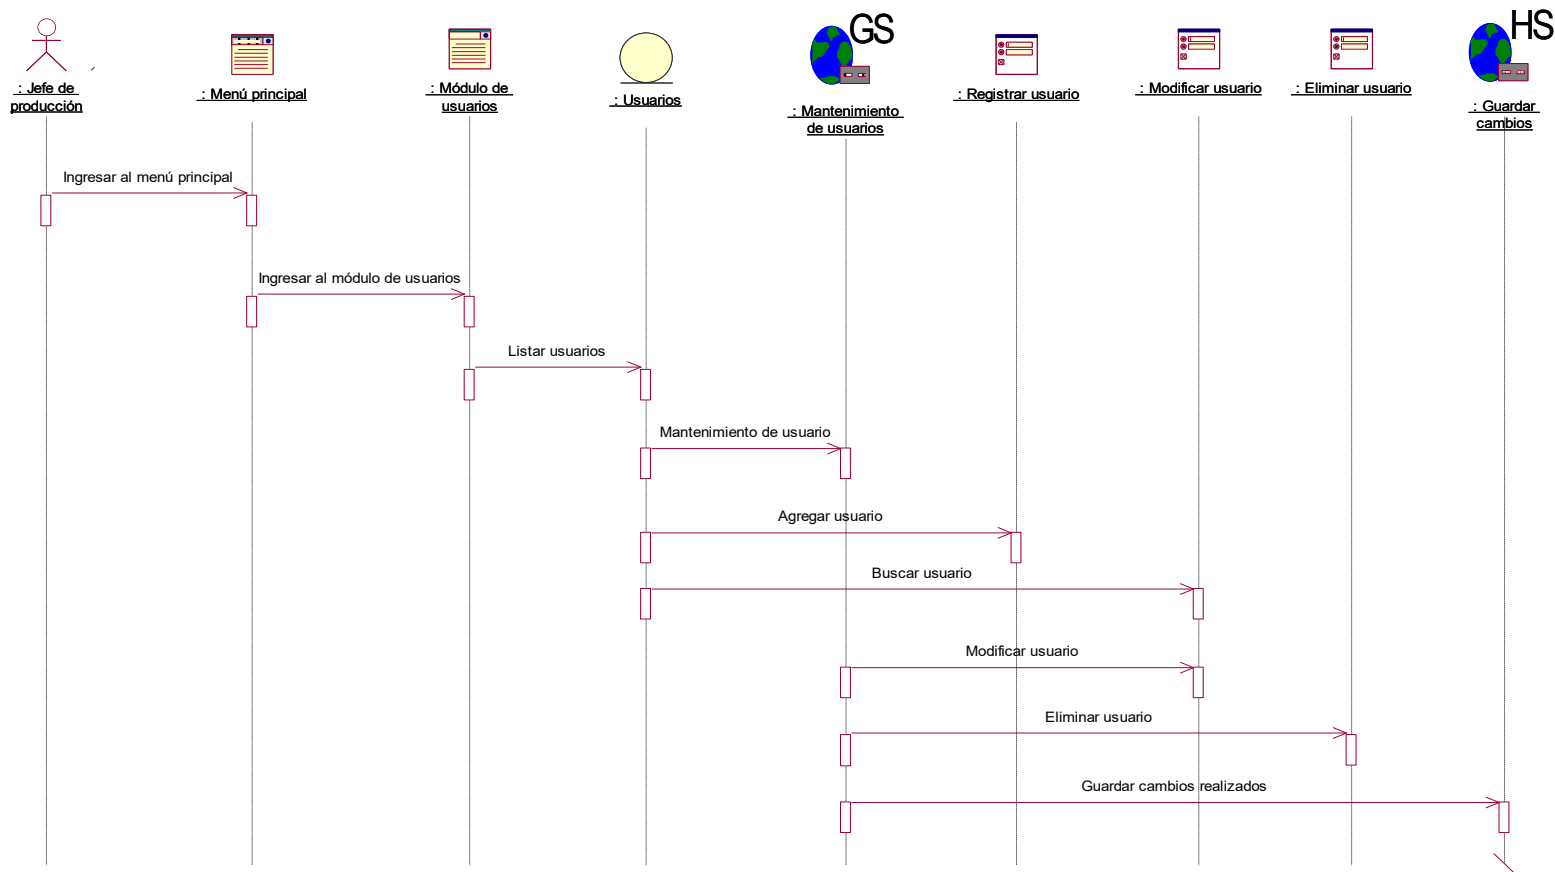 GS
HS
: Jefe de
producción
: Menú principal
: Módulo de
usuarios
: Usuarios
: Mantenimiento
de usuarios
: Registrar usuario
: Modificar usuario
: Eliminar usuario
: Guardar
cambios
Ingresar al menú principal
Ingresar al módulo de usuarios
Listar usuarios
Mantenimiento de usuario
Agregar usuario
Buscar usuario
Modificar usuario
Eliminar usuario
Guardar cambios realizados